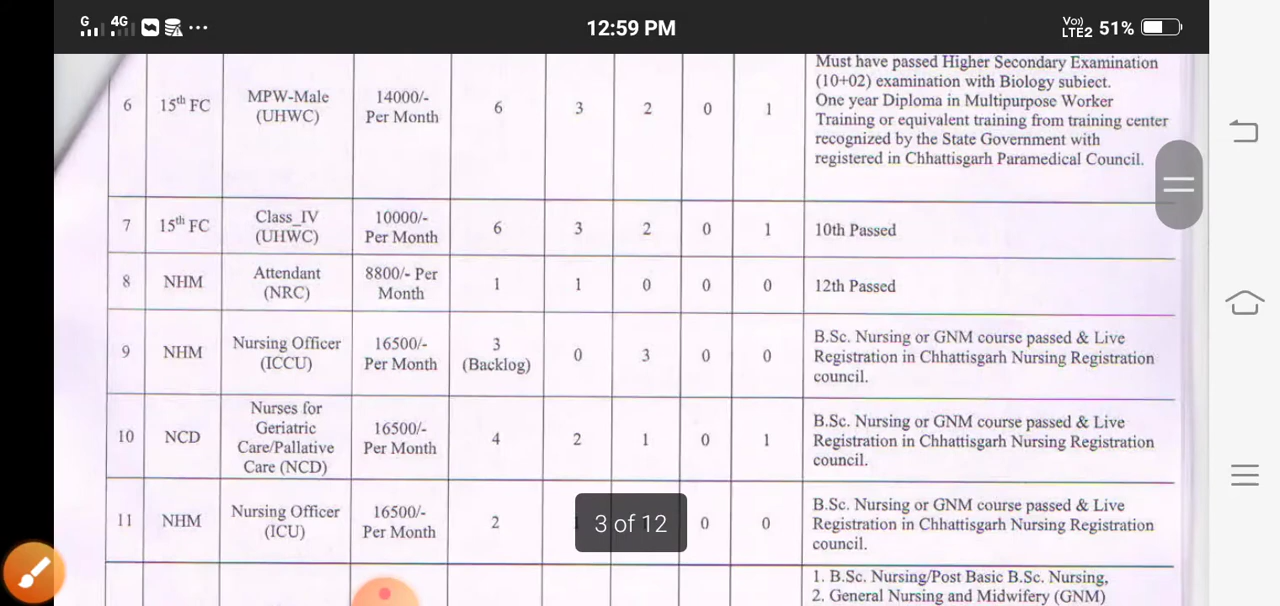 G 4G 12:59 PM Vo)) LTE2 51%
Must have passed Higher Secondary Examination
(10+02) examination with Biology subject.
6 15th FC MPW-Male (UHWC) 14000/- Per Month 6 3 2 0 1
One year Diploma in Multipurpose Worker
Training or equivalent training from training center
recognized by the State Government with
registered in Chhattisgarh Paramedical Council.
7 15th FC Class_IV (UHWC) 10000/- Per Month 6 3 2 0 1 10th Passed
8 NHM Attendant (NRC) 8800/- Per Month 1 1 0 0 0 12th Passed
9 NHM Nursing Officer (ICCU) 16500/- Per Month 3 (Backlog) 0 3 0 0
B.Sc. Nursing or GNM course passed & Live
Registration in Chhattisgarh Nursing Registration
council.
10 NCD Nurses for Geriatric Care/Pallative Care (NCD) 16500/- Per Month 4 2 1 0 1
B.Sc. Nursing or GNM course passed & Live
Registration in Chhattisgarh Nursing Registration
council.
11 NHM Nursing Officer (ICU) 16500/- Per Month 2 0 0
3 of 12
B.Sc. Nursing or GNM course passed & Live
Registration in Chhattisgarh Nursing Registration
council.
1. B.Sc. Nursing/Post Basic B.Sc. Nursing,
2. General Nursing and Midwifery (GNM)